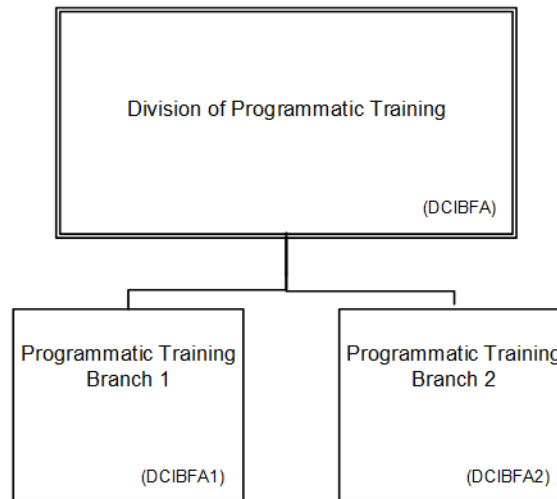 Division of Programmatic Training
(DCIBFA)
Programmatic Training
Branch 1
(DCIBFA1)
Programmatic Training
Branch 2
(DCIBFA2)